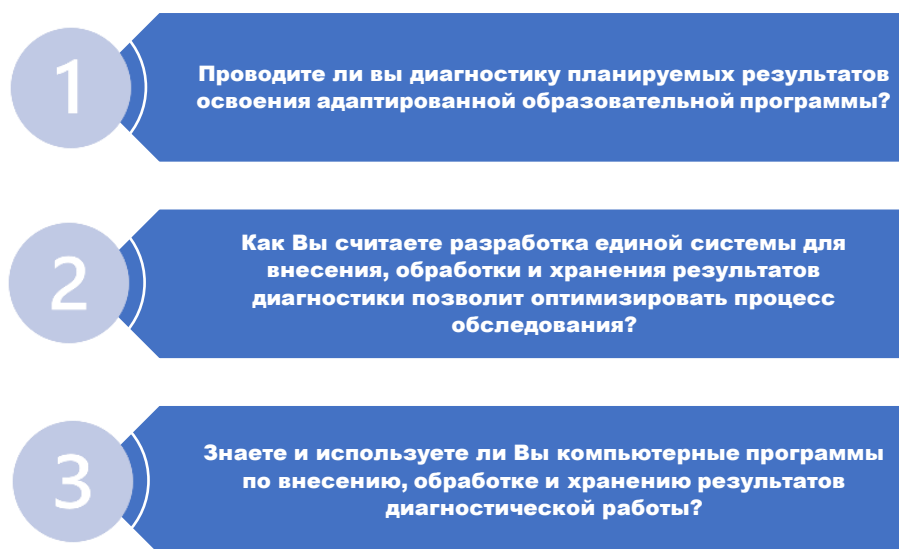 1
Проводите ли вы диагностику планируемых результатов
освоения адаптированной образовательной программы?
2
Как Вы считаете разработка единой системы для
внесения, обработки и хранения результатов
диагностики позволит оптимизировать процесс
обследования?
3
Знаете и используете ли Вы компьютерные программы
по внесению, обработке и хранению результатов
диагностической работы?